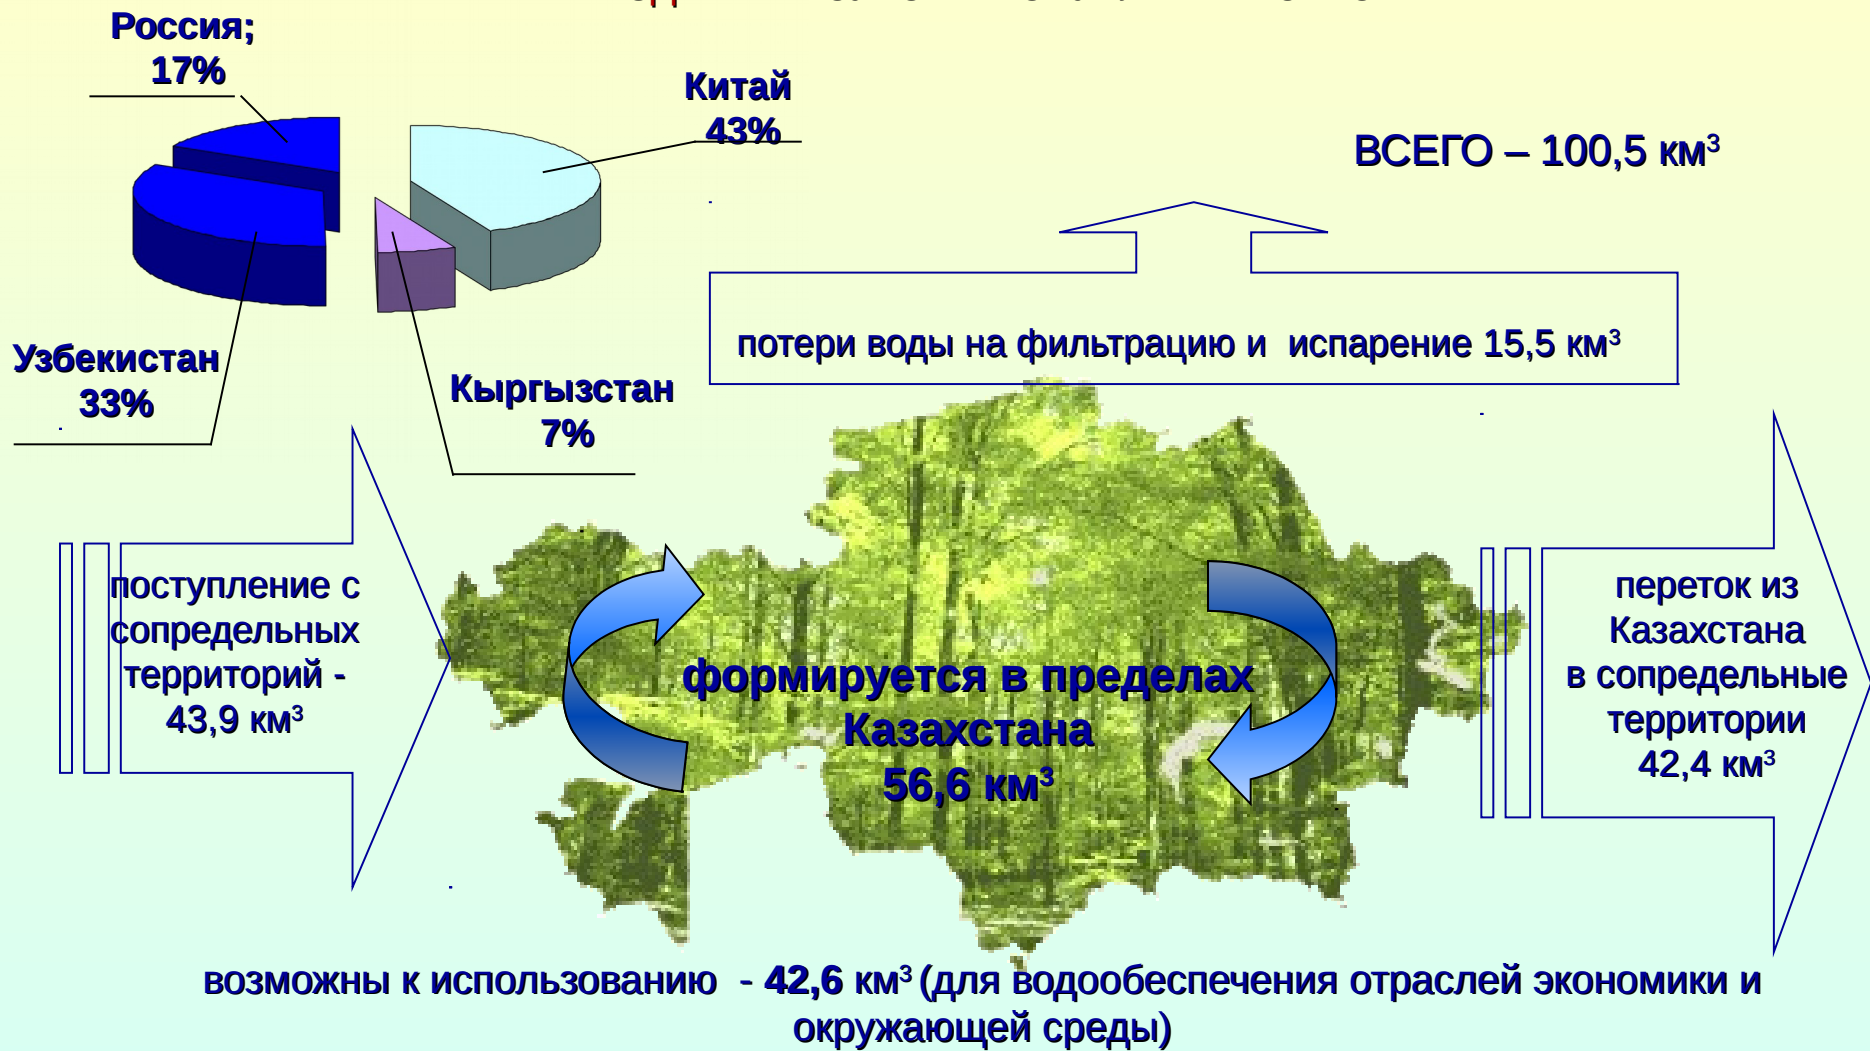 Россия;
17%
Китай
43%
ВСЕГО – 100,5 км³
потери воды на фильтрацию и испарение 15,5 км³
Узбекистан
33%
Кыргызстан
7%
поступление с
сопредельных
территорий -
43,9 км³
формируется в пределах
Казахстана
56,6 км³
переток из
Казахстана
в сопредельные
территории
42,4 км³
возможны к использованию - 42,6 км³ (для водообеспечения отраслей экономики и
окружающей среды)